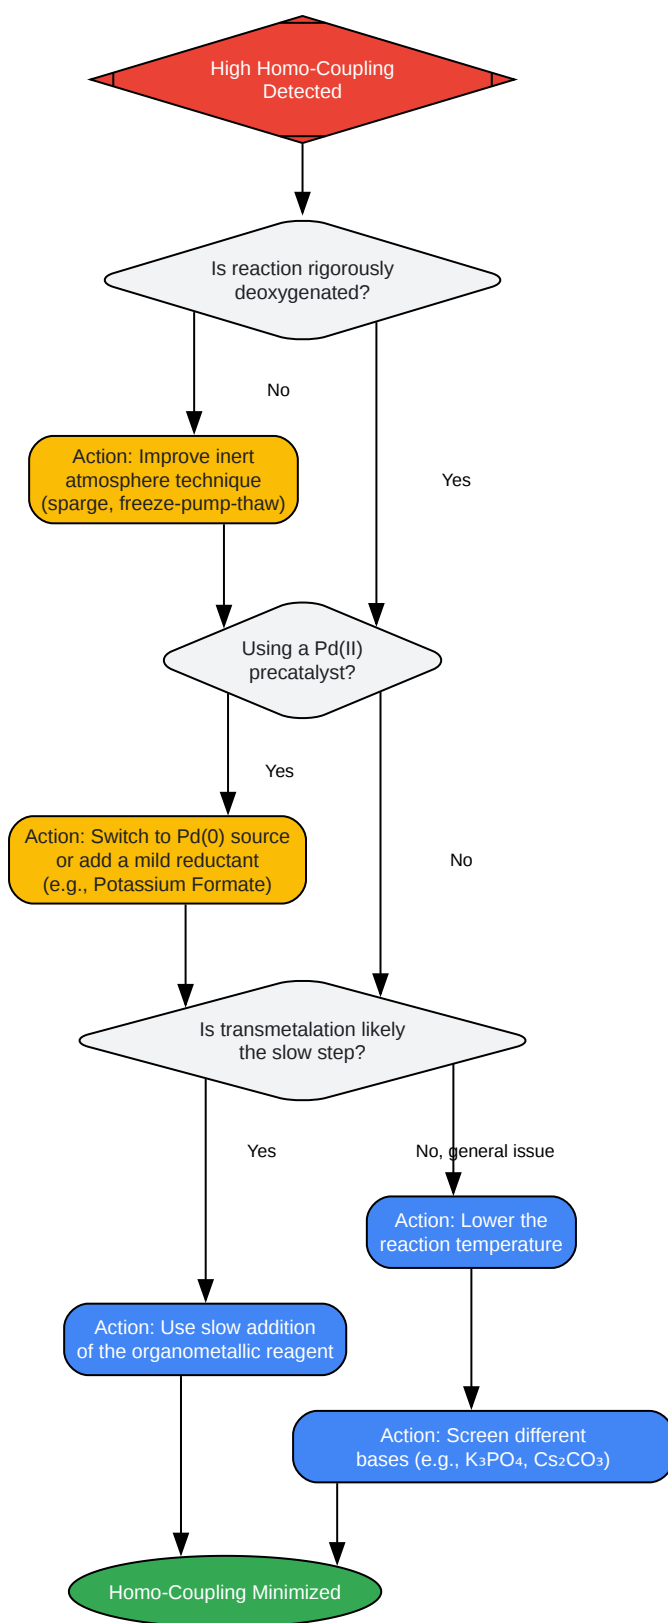 High Homo-Coupling
Detected
Is reaction rigorously
deoxygenated?
No
Action: Improve inert
atmosphere technique
(sparge, freeze-pump-thaw)
Yes
Using a Pd(II)
precatalyst?
Yes
Action: Switch to Pd(0) source
or add a mild reductant
(e.g., Potassium Formate)
No
Is transmetalation likely
the slow step?
Yes
No, general issue
Action: Lower the
reaction temperature
Action: Use slow addition
of the organometallic reagent
Action: Screen different
bases (e.g., K₃PO₄, Cs₂CO₃)
Homo-Coupling Minimized